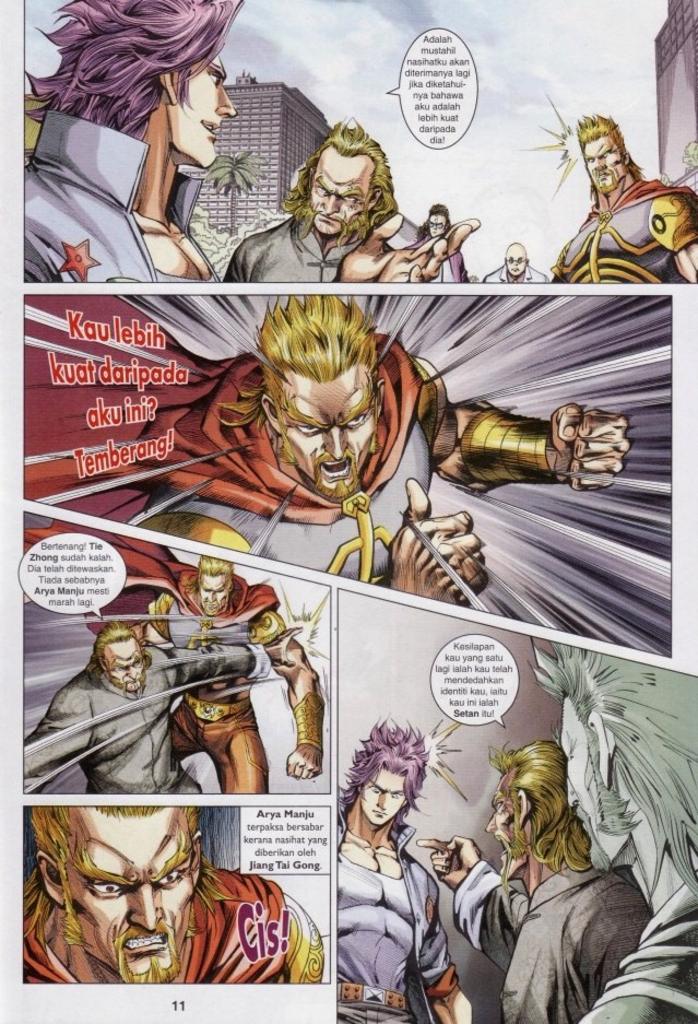 Adalah
mustahil
nasihatku akan
diterimanya lagi
jika diketahui-
nya bahawa
aku adalah
lebih kuat
daripada
dia!
Kau lebih
kuat daripada
aku ini?
Temberang!
Bertenang! Tie
Zhong sudah kalah.
Dia telah ditewaskan.
Tiada sebabnya
Arya Manju mesti
marah lagi.
Kesilapan
kau yang satu
lagi ialah kau telah
mendedahkan
identiti kau, iaitu
kau ini ialah
Setan itu!
Arya Manju
terpaksa bersabar
kerana nasihat yang
diberikan oleh
Jiang Tai Gong.
Cis!
11